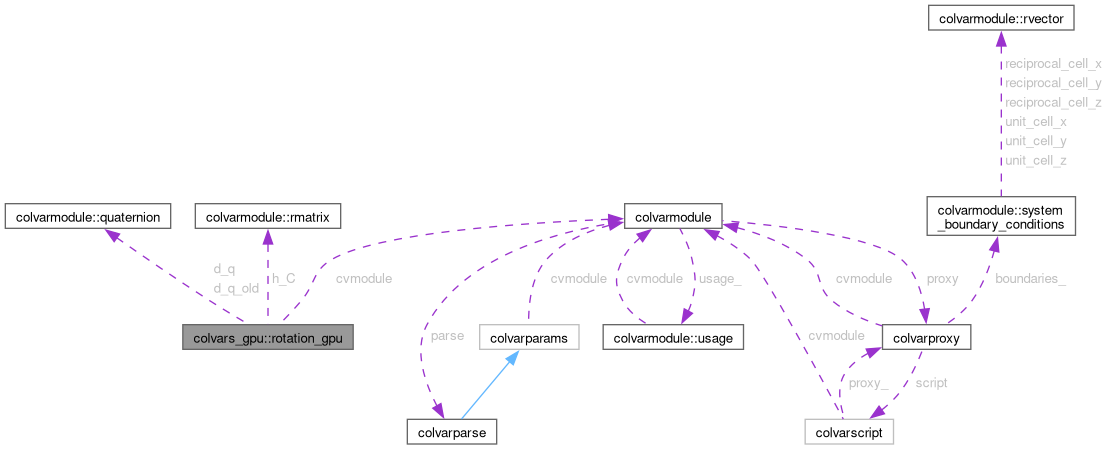 colvarmodule::rvector
reciprocal_cell_x
reciprocal_cell_y
reciprocal_cell_z
unit_cell_x
unit_cell_y
unit_cell_z
colvarmodule::quaternion
colvarmodule::rmatrix
colvarmodule
colvarmodule::system
_boundary_conditions
d_q
d_q_old
h_C
cvmodule
cvmodule
cvmodule
usage_
cvmodule
proxy
boundaries_
colvars_gpu::rotation_gpu
parse
colvarparams
colvarmodule::usage
cvmodule
colvarproxy
proxy_
script
colvarparse
colvarscript